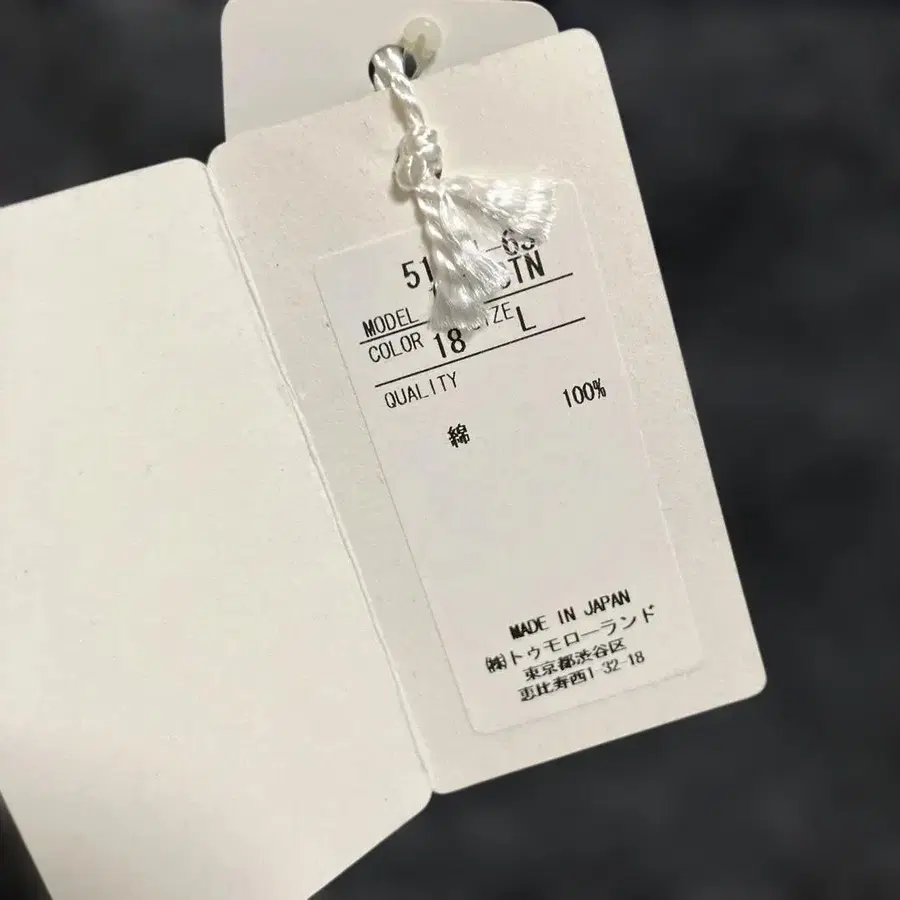 MODEL
COLOR 18 SIZE L
QUALITY
綿 100%
MADE IN JAPAN
㈱トゥモローランド
東京都渋谷区
恵比寿西1-32-18